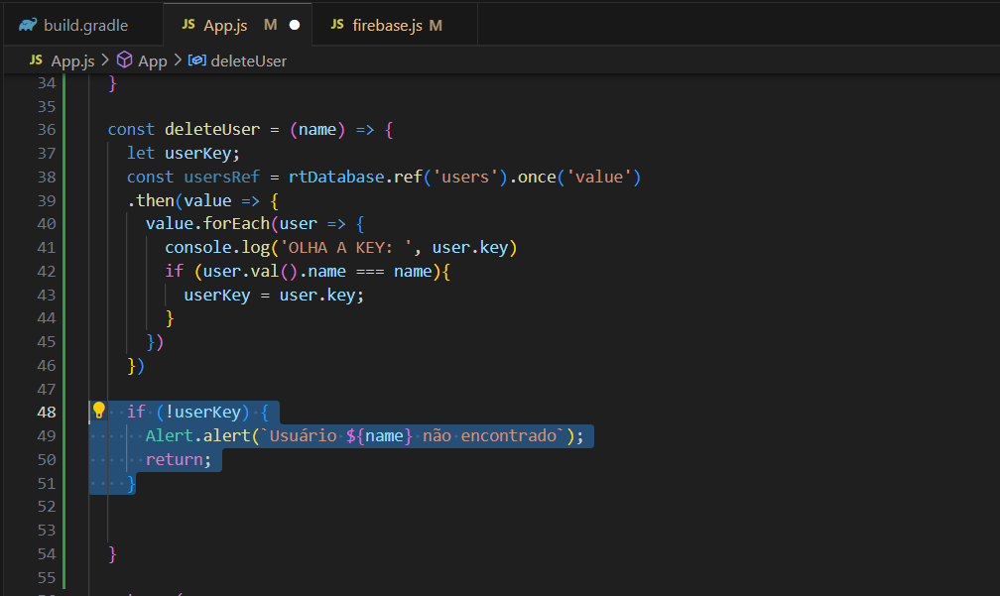 build.gradle JS App.js M JS firebase.js M
JS App.js > App > deleteUser
34 }
35
36 const deleteUser = (name) => {
37 let userKey;
38 const usersRef = rtDatabase.ref('users').once('value')
39 .then(value => {
40 value.forEach(user => {
41 console.log('OLHA A KEY: ', user.key)
42 if (user.val().name === name){
43 userKey = user.key;
44 }
45 })
46 })
47
48 if (!userKey) {
49 Alert.alert(`Usuário ${name} não encontrado`);
50 return;
51 }
52
53
54 }
55